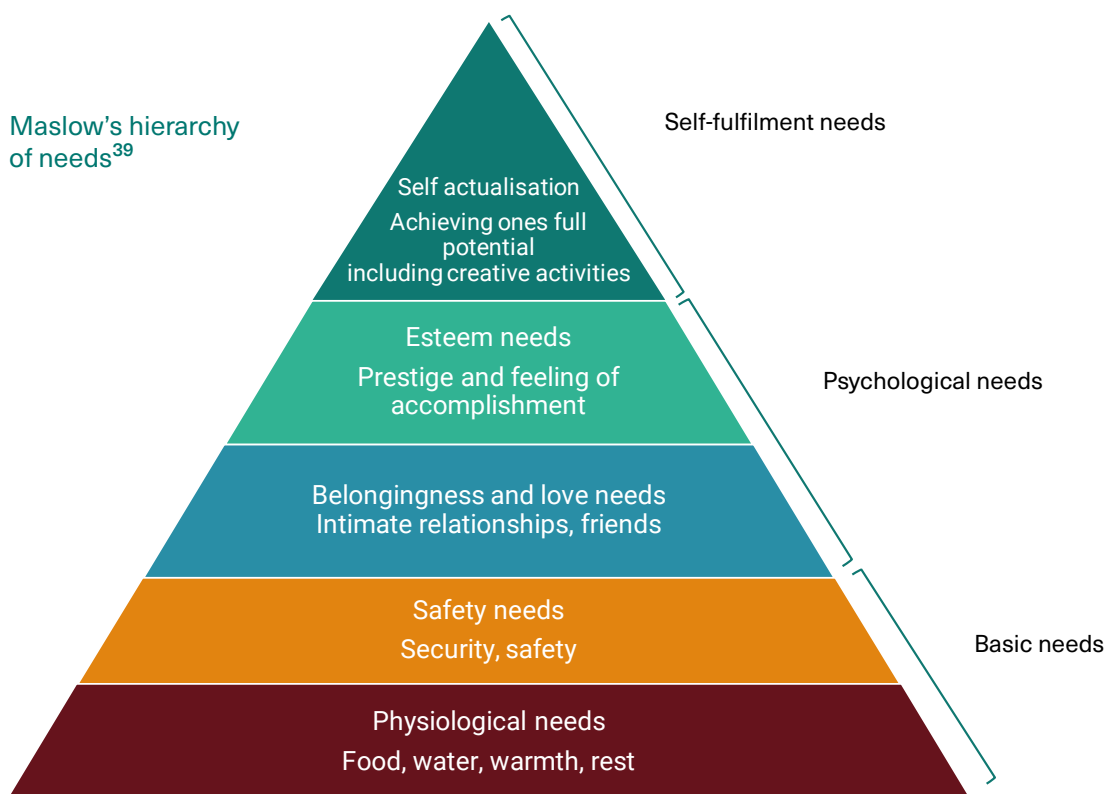 Maslow's hierarchy
of needs39
Self-fulfilment needs
Self actualisation
Achieving ones full
potential
including creative activities
Esteem needs
Prestige and feeling of
accomplishment
Psychological needs
Belongingness and love needs
Intimate relationships, friends
Safety needs
Security, safety
Basic needs
Physiological needs
Food, water, warmth, rest